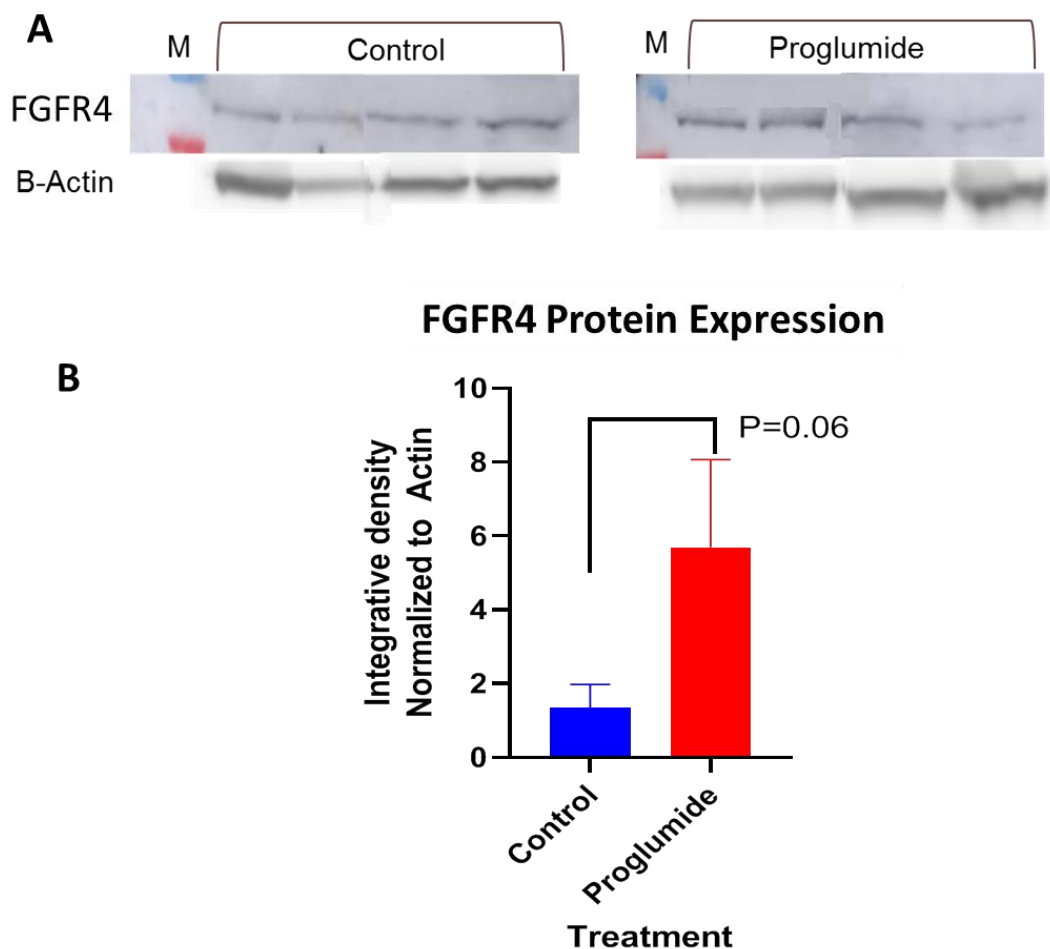 A
M
Control
M
Proglumide
FGFR4
B-Actin
FGFR4 Protein Expression
B
10
P=0.06
8
6
4
2
0
Integrative density
Normalized to Actin
Control
Proglumide
Treatment